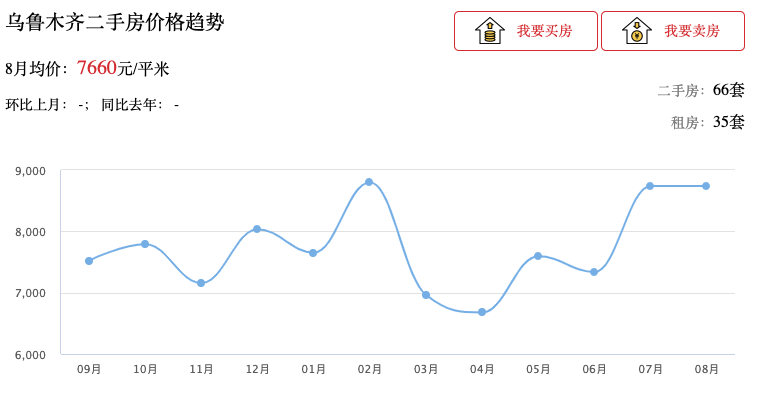 乌鲁木齐二手房价格趋势
我要买房
我要卖房
8月均价：7660元/平米
环比上月： -； 同比去年： -
二手房：66套
租房：35套
9,000
8,000
7,000
6,000
09月 10月 11月 12月 01月 02月 03月 04月 05月 06月 07月 08月